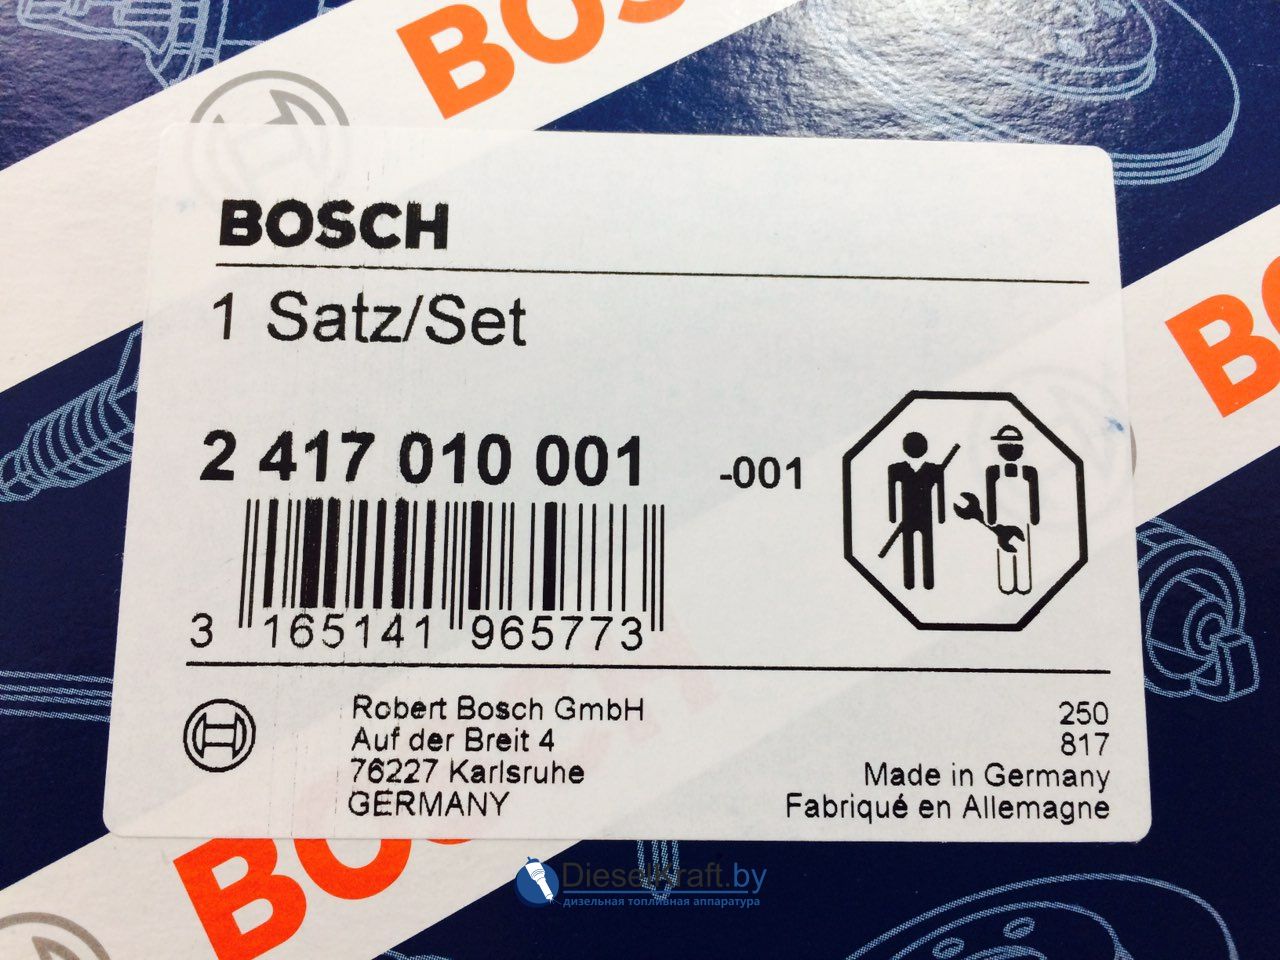 BOSCH
BOSCH
1 Satz/Set
2 417 010 001 -001
3 165141 965773
Robert Bosch GmbH
Auf der Breit 4
76227 Karlsruhe
GERMANY
250
817
Made in Germany
Fabriqué en Allemagne
DieselKraft.by
дизельная топливная аппаратура